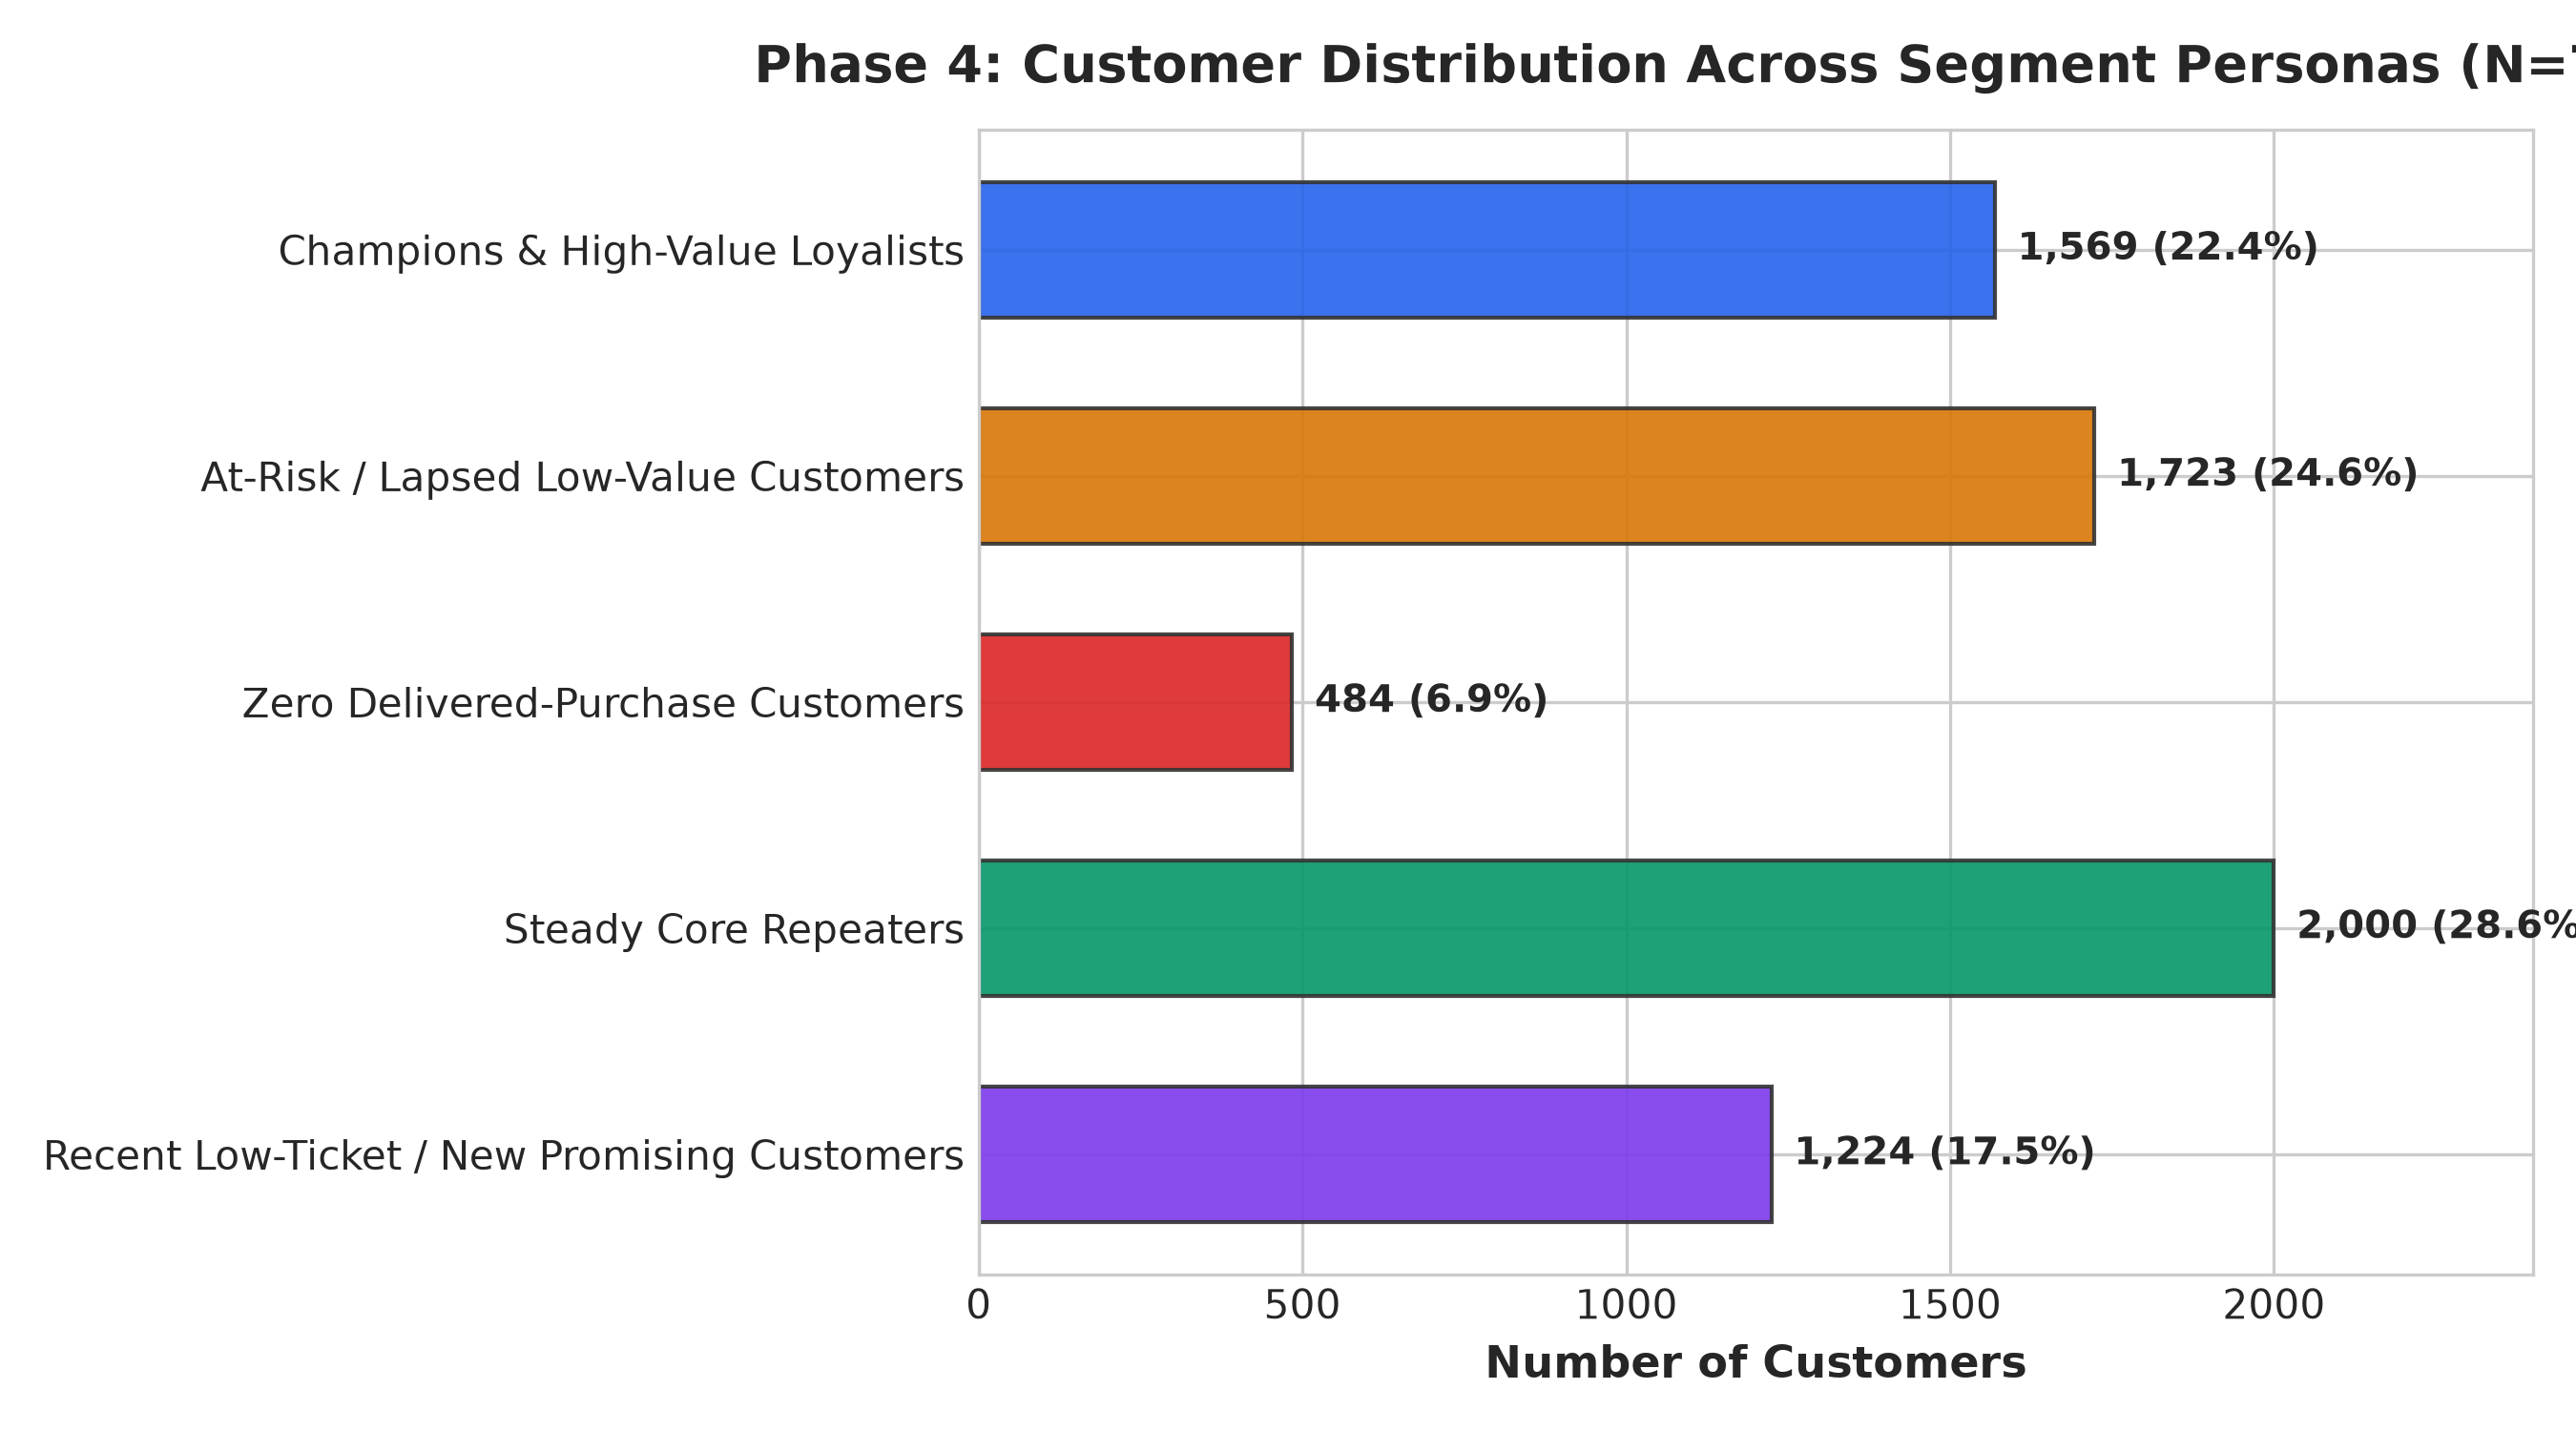 Phase 4: Customer Distribution Across Segment Personas (N=
Champions & High-Value Loyalists
1,569 (22.4%)
At-Risk / Lapsed Low-Value Customers
1,723 (24.6%)
Zero Delivered-Purchase Customers
484 (6.9%)
Steady Core Repeaters
2,000 (28.6%
Recent Low-Ticket / New Promising Customers
1,224 (17.5%)
0 500 1000 1500 2000
Number of Customers